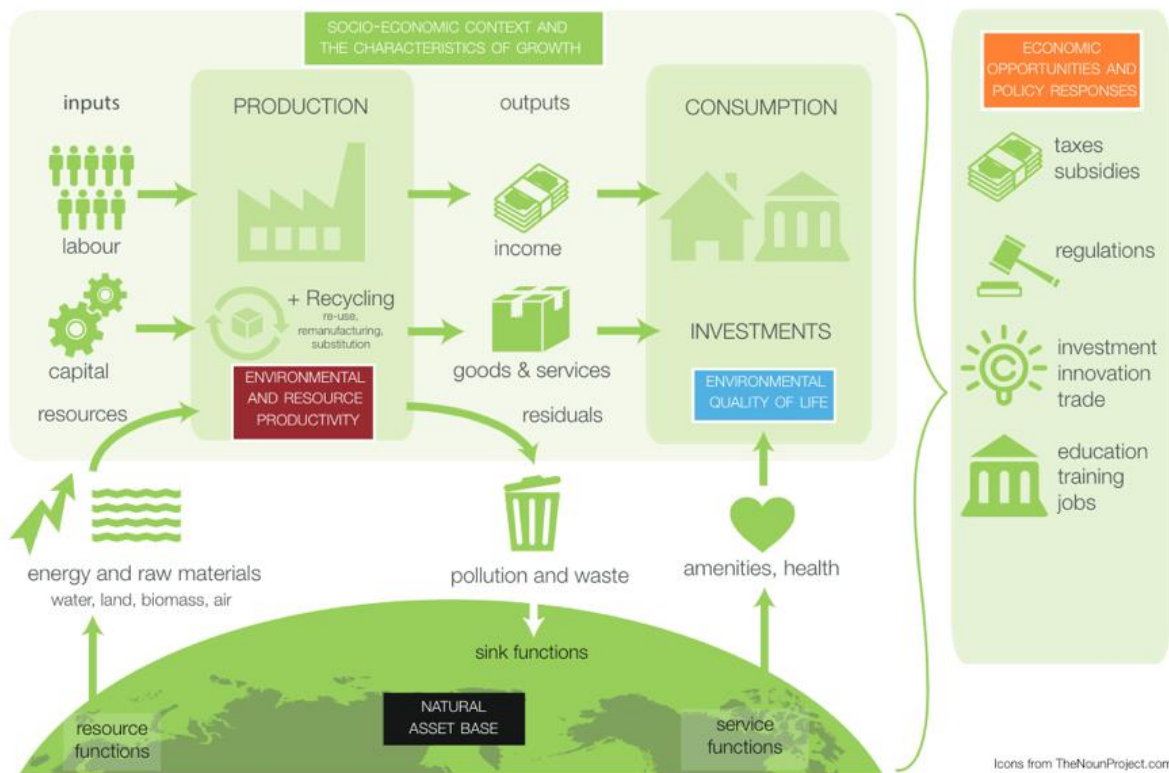 SOCIO-ECONOMIC CONTEXT AND
THE CHARACTERISTICS OF GROWTH
inputs
PRODUCTION
outputs
CONSUMPTION
labour
income
+ Recycling
re-use,
remanufacturing,
substitution
INVESTMENTS
capital
goods & services
ENVIRONMENTAL
AND RESOURCE
PRODUCTIVITY
ENVIRONMENTAL
QUALITY OF LIFE
resources
residuals
energy and raw materials
water, land, biomass, air
pollution and waste
amenities, health
sink functions
resource
functions
NATURAL
ASSET BASE
service
functions
ECONOMIC
OPPORTUNITIES AND
POLICY RESPONSES
taxes
subsidies
regulations
C
investment
innovation
trade
education
training
jobs
Icons from TheNounProject.com